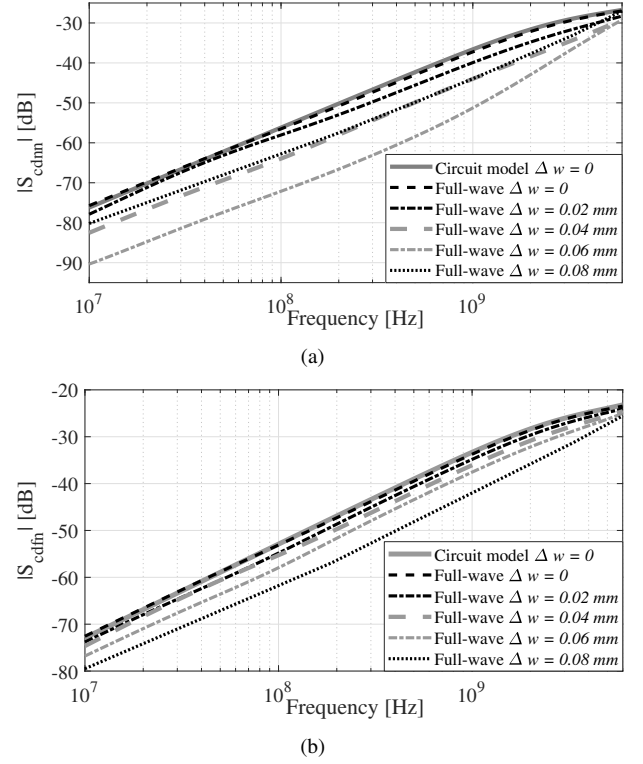 |S_cdnn| [dB]
-30
-40
-50
-60
-70
-80
-90
Circuit model Δ w = 0
Full-wave Δ w = 0
Full-wave Δ w = 0.02 mm
Full-wave Δ w = 0.04 mm
Full-wave Δ w = 0.06 mm
Full-wave Δ w = 0.08 mm
10^7
10^8
10^9
Frequency [Hz]
(a)
|S_cdfn| [dB]
-20
-30
-40
-50
-60
-70
-80
Circuit model Δ w = 0
Full-wave Δ w = 0
Full-wave Δ w = 0.02 mm
Full-wave Δ w = 0.04 mm
Full-wave Δ w = 0.06 mm
Full-wave Δ w = 0.08 mm
10^7
10^8
10^9
Frequency [Hz]
(b)